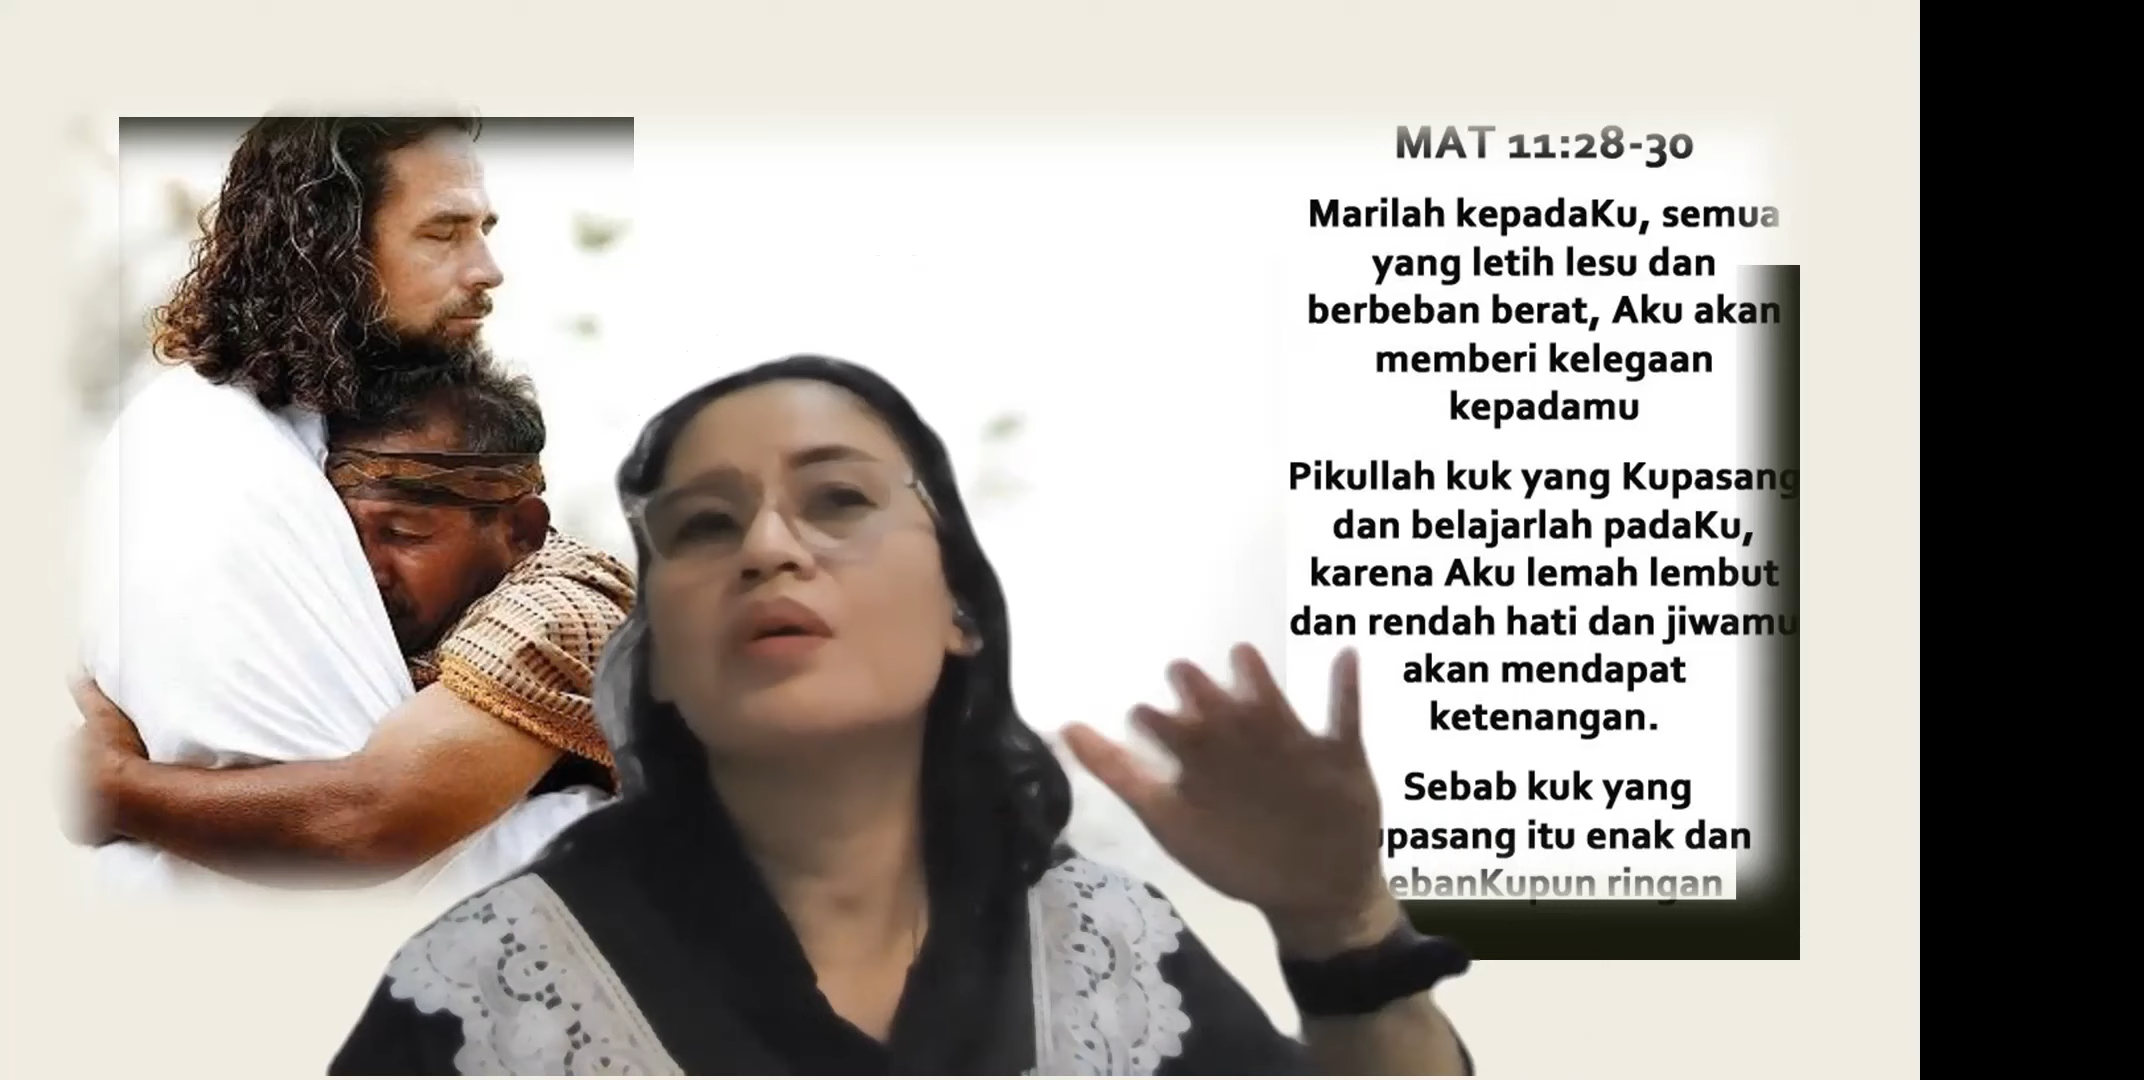 MAT 11:28-30
Marilah kepadaKu, semua
yang letih lesu dan
berbeban berat, Aku akan
memberi kelegaan
kepadamu
Pikullah kuk yang Kupasang
dan belajarlah padaKu,
karena Aku lemah lembut
dan rendah hati dan jiwamu
akan mendapat
ketenangan.
Sebab kuk yang
upasang itu enak dan
ebanKupun ringan